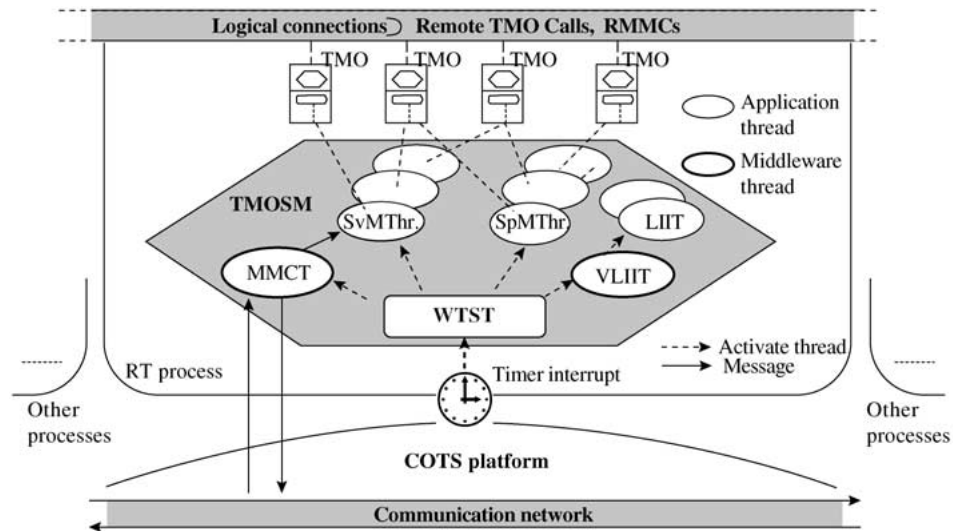 Logical connections Remote TMO Calls, RMMCs
TMO TMO TMO TMO
Application
thread
Middleware
thread
TMOSM
SvMThr. SpMThr. LIIT
MMCT VLIIT
WTST
Activate thread
Message
RT process
Timer interrupt
Other
processes
Other
processes
COTS platform
Communication network